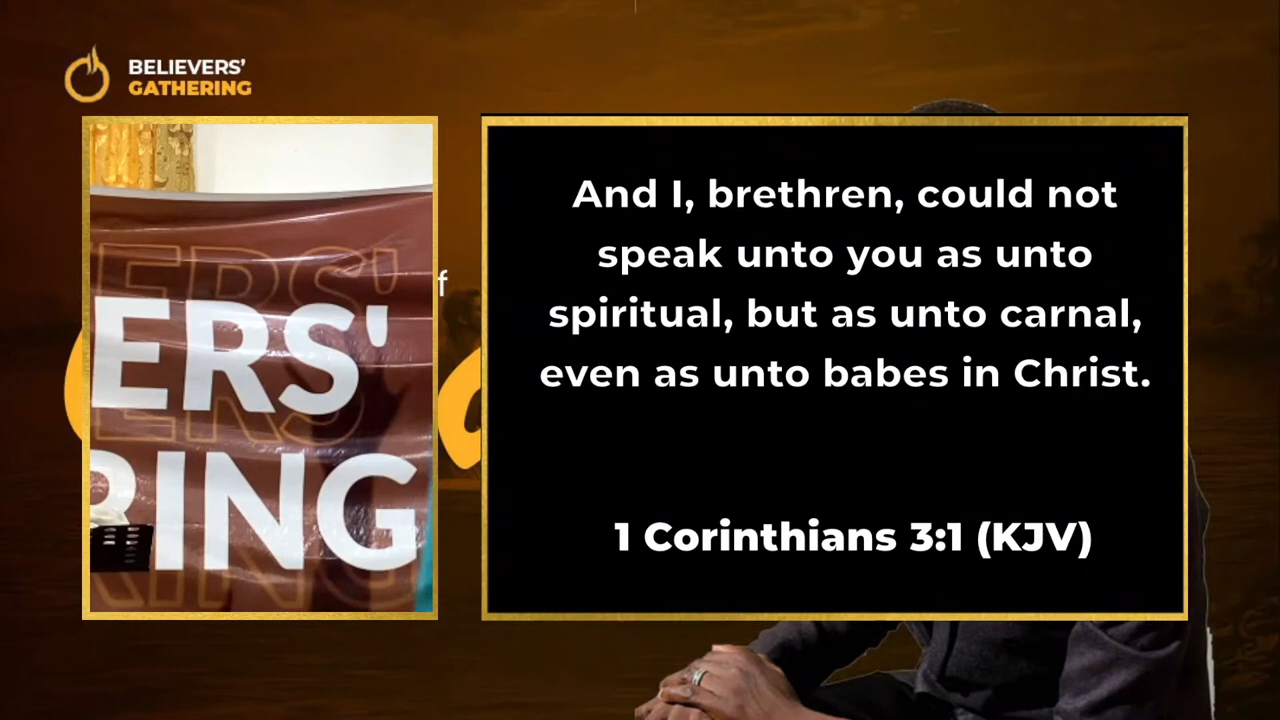 BELIEVERS'
GATHERING
f
ERS'
RING
And I, brethren, could not
speak unto you as unto
spiritual, but as unto carnal,
even as unto babes in Christ.
1 Corinthians 3:1 (KJV)